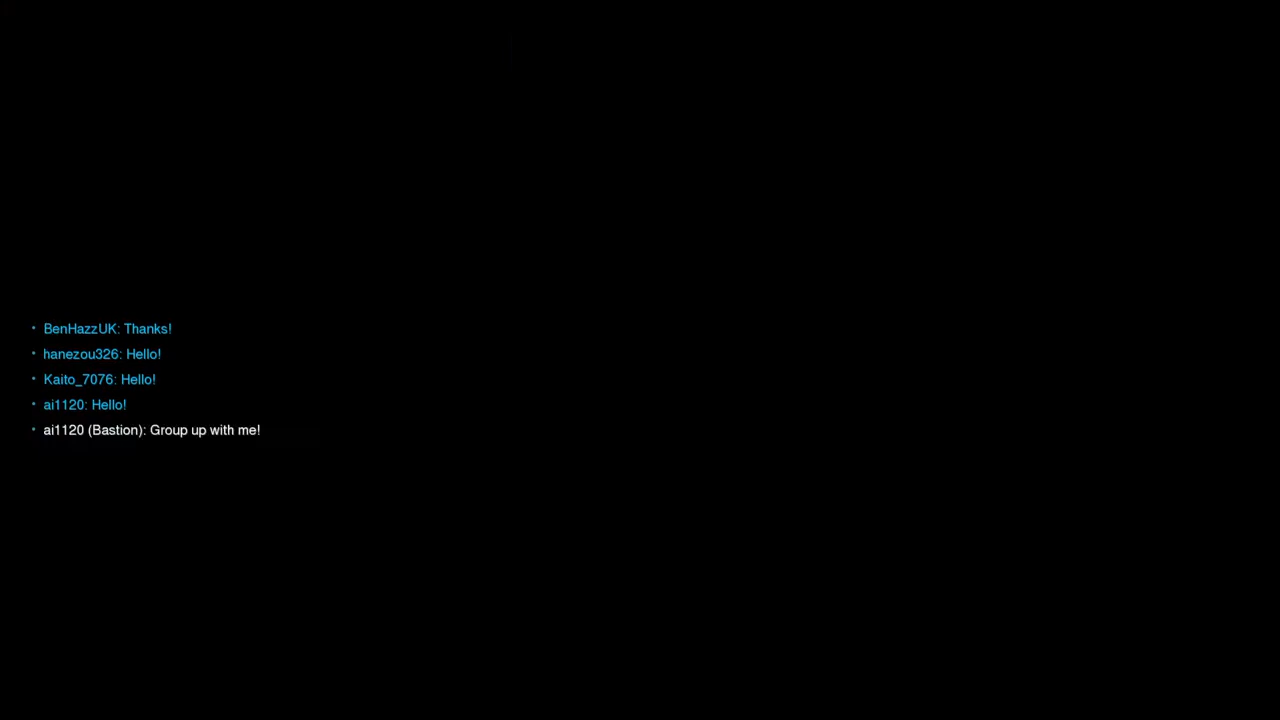 BenHazzUK: Thanks!
hanezou326: Hello!
Kaito_7076: Hello!
ai1120: Hello!
ai1120 (Bastion): Group up with me!